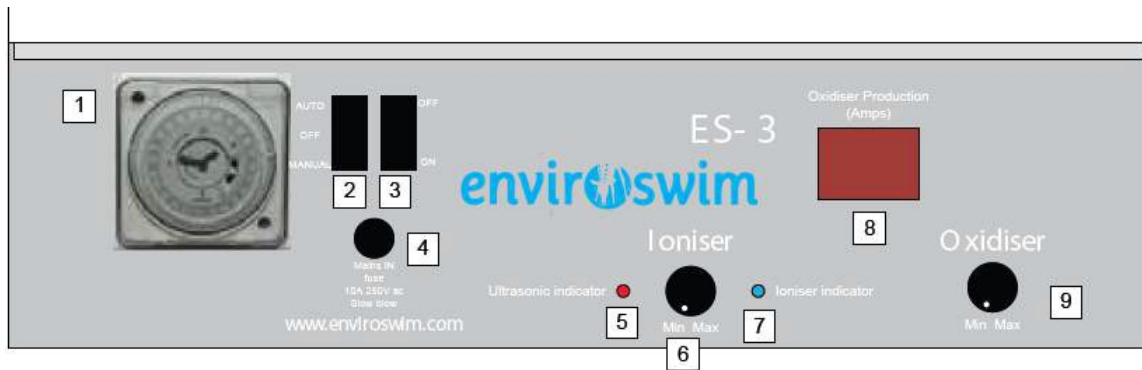 1
AUTO
OFF
MANUAL
OFF
ON
2
3
4
Mains IN
fuse
10A 250V ac
Slow blow
www.enviroswim.com
ES- 3
enviroswim
Oxidiser Production
(Amps)
8
Ioniser
Ultrasonic indicator
5
Min Max
6
Ioniser indicator
7
Oxidiser
Min Max
9